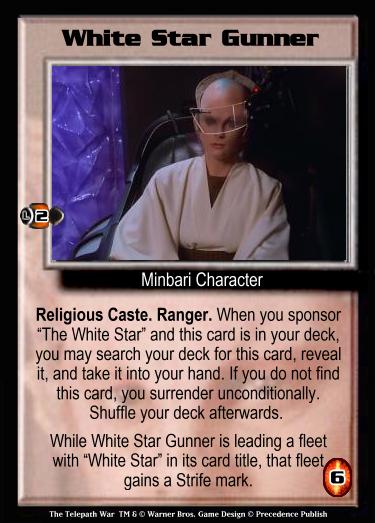 White Star Gunner
2
Minbari Character
Religious Caste. Ranger. When you sponsor
“The White Star” and this card is in your deck,
you may search your deck for this card, reveal
it, and take it into your hand. If you do not find
this card, you surrender unconditionally.
Shuffle your deck afterwards.
While White Star Gunner is leading a fleet
with “White Star” in its card title, that fleet
gains a Strife mark.
6
The Telepath War TM & © Warner Bros. Game Design © Precedence Publish